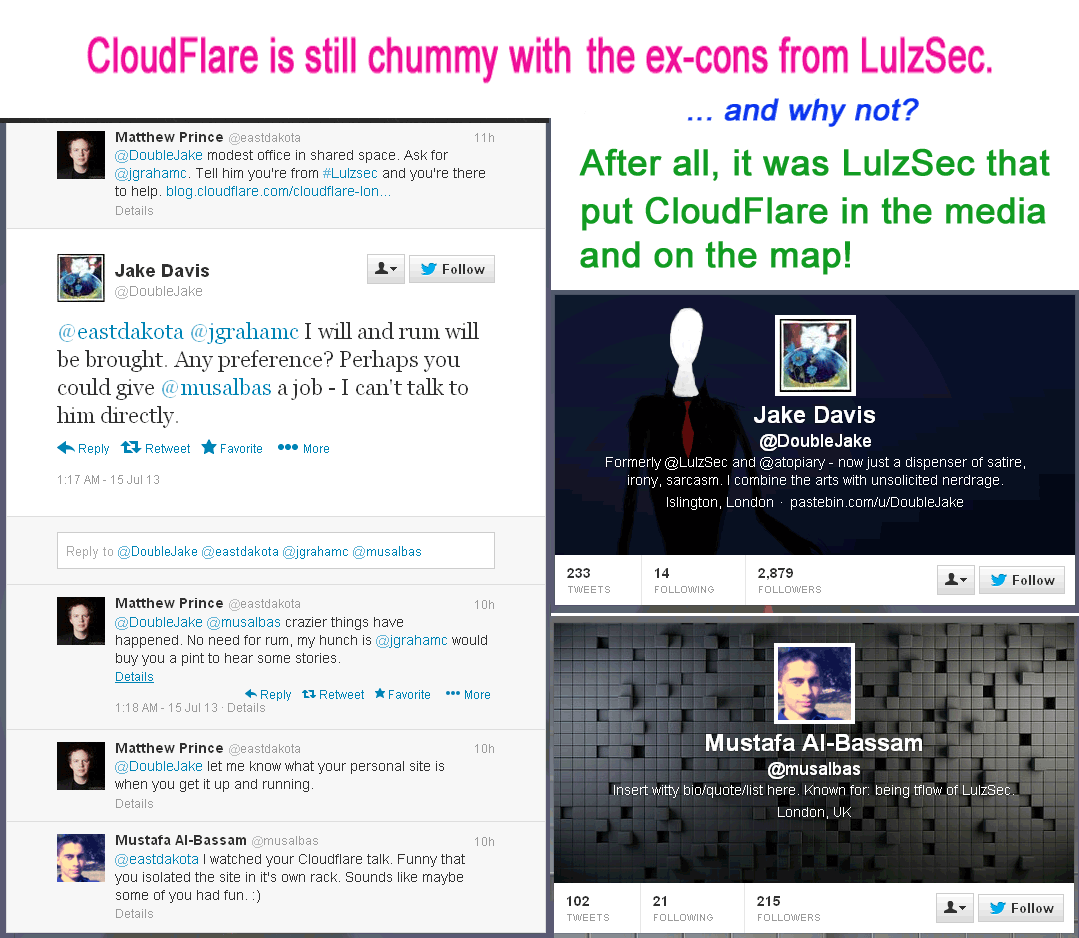 CloudFlare is still chummy with the ex-cons from LulzSec.
... and why not?
After all, it was LulzSec that
put CloudFlare in the media
and on the map!
Matthew Prince @eastdakota 11h
@DoubleJake modest office in shared space. Ask for
@jgrahamc. Tell him you're from #Lulzsec and you're there
to help. blog.cloudflare.com/cloudflare-lon...
Details
Jake Davis
@DoubleJake
Follow
@eastdakota @jgrahamc I will and rum will
be brought. Any preference? Perhaps you
could give @musalbas a job - I can't talk to
him directly.
Reply Retweet Favorite More
1:17 AM - 15 Jul 13
Reply to @DoubleJake @eastdakota @jgrahamc @musalbas
Matthew Prince @eastdakota 10h
@DoubleJake @musalbas crazier things have
happened. No need for rum, my hunch is @jgrahamc would
buy you a pint to hear some stories.
Details
Reply Retweet Favorite More
1:18 AM - 15 Jul 13 · Details
Matthew Prince @eastdakota 10h
@DoubleJake let me know what your personal site is
when you get it up and running.
Details
Mustafa Al-Bassam @musalbas 10h
@eastdakota I watched your Cloudflare talk. Funny that
you isolated the site in it's own rack. Sounds like maybe
some of you had fun. :)
Details
Jake Davis
@DoubleJake
Formerly @LulzSec and @atopiary - now just a dispenser of satire,
irony, sarcasm. I combine the arts with unsolicited nerdrage.
Islington, London · pastebin.com/u/DoubleJake
233 14 2,879
TWEETS FOLLOWING FOLLOWERS
Follow
Mustafa Al-Bassam
@musalbas
Insert witty bio/quote/list here. Known for: being tflow of LulzSec.
London, UK
102 21 215
TWEETS FOLLOWING FOLLOWERS
Follow